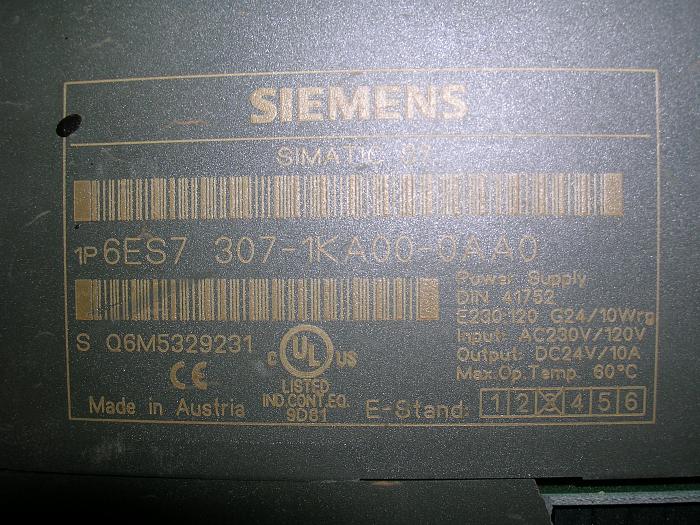 SIEMENS
SIMATIC S7
1P 6ES7 307-1KA00-0AA0
Power Supply
DIN 41752
E230-120 G24/10Wrg
Input: AC230V/120V
Output: DC24V/10A
Max.Op.Temp. 60°C
S Q6M5329231
C UL US
LISTED
IND.CONT.EQ.
9D81
CE
Made in Austria
E-Stand: 1 2 3 4 5 6